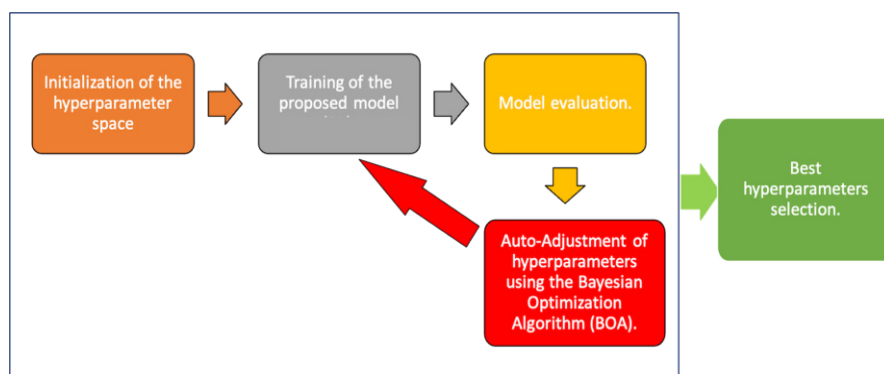 Initialization of the
hyperparameter
space
Training of the
proposed model
Model evaluation.
Auto-Adjustment of
hyperparameters
using the Bayesian
Optimization
Algorithm (BOA).
Best
hyperparameters
selection.